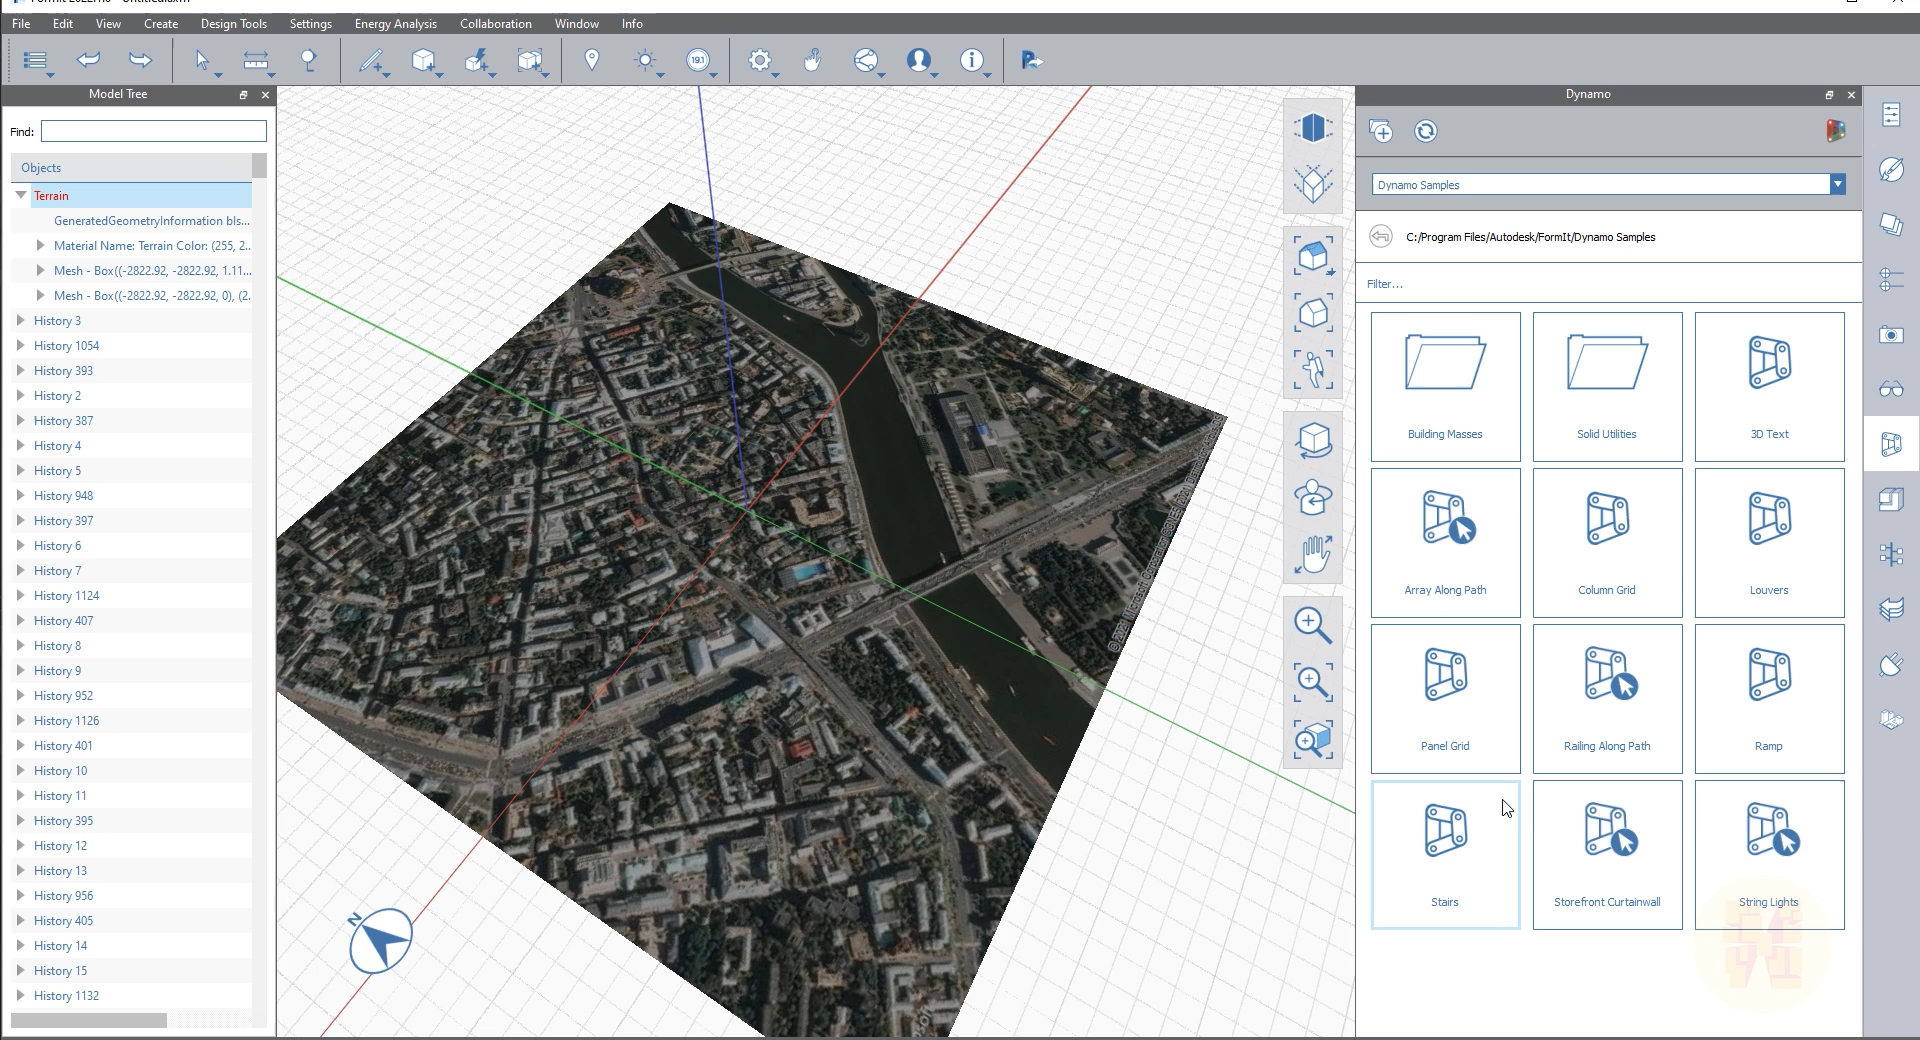 File Edit View Create Design Tools Settings Energy Analysis Collaboration Window Info
19.1
Model Tree
Find:
Objects
Terrain
GeneratedGeometryInformation bls...
Material Name: Terrain Color: (255, 2...
Mesh - Box((-2822.92, -2822.92, 1.11...
Mesh - Box((-2822.92, -2822.92, 0), (2...
History 3
History 1054
History 393
History 2
History 387
History 4
History 5
History 948
History 397
History 6
History 7
History 1124
History 407
History 8
History 9
History 952
History 1126
History 401
History 10
History 11
History 395
History 12
History 13
History 956
History 405
History 14
History 15
History 1132
N
Dynamo
Dynamo Samples
C:/Program Files/Autodesk/FormIt/Dynamo Samples
Filter...
Building Masses
Solid Utilities
3D Text
Array Along Path
Column Grid
Louvers
Panel Grid
Railing Along Path
Ramp
Stairs
Storefront Curtainwall
String Lights